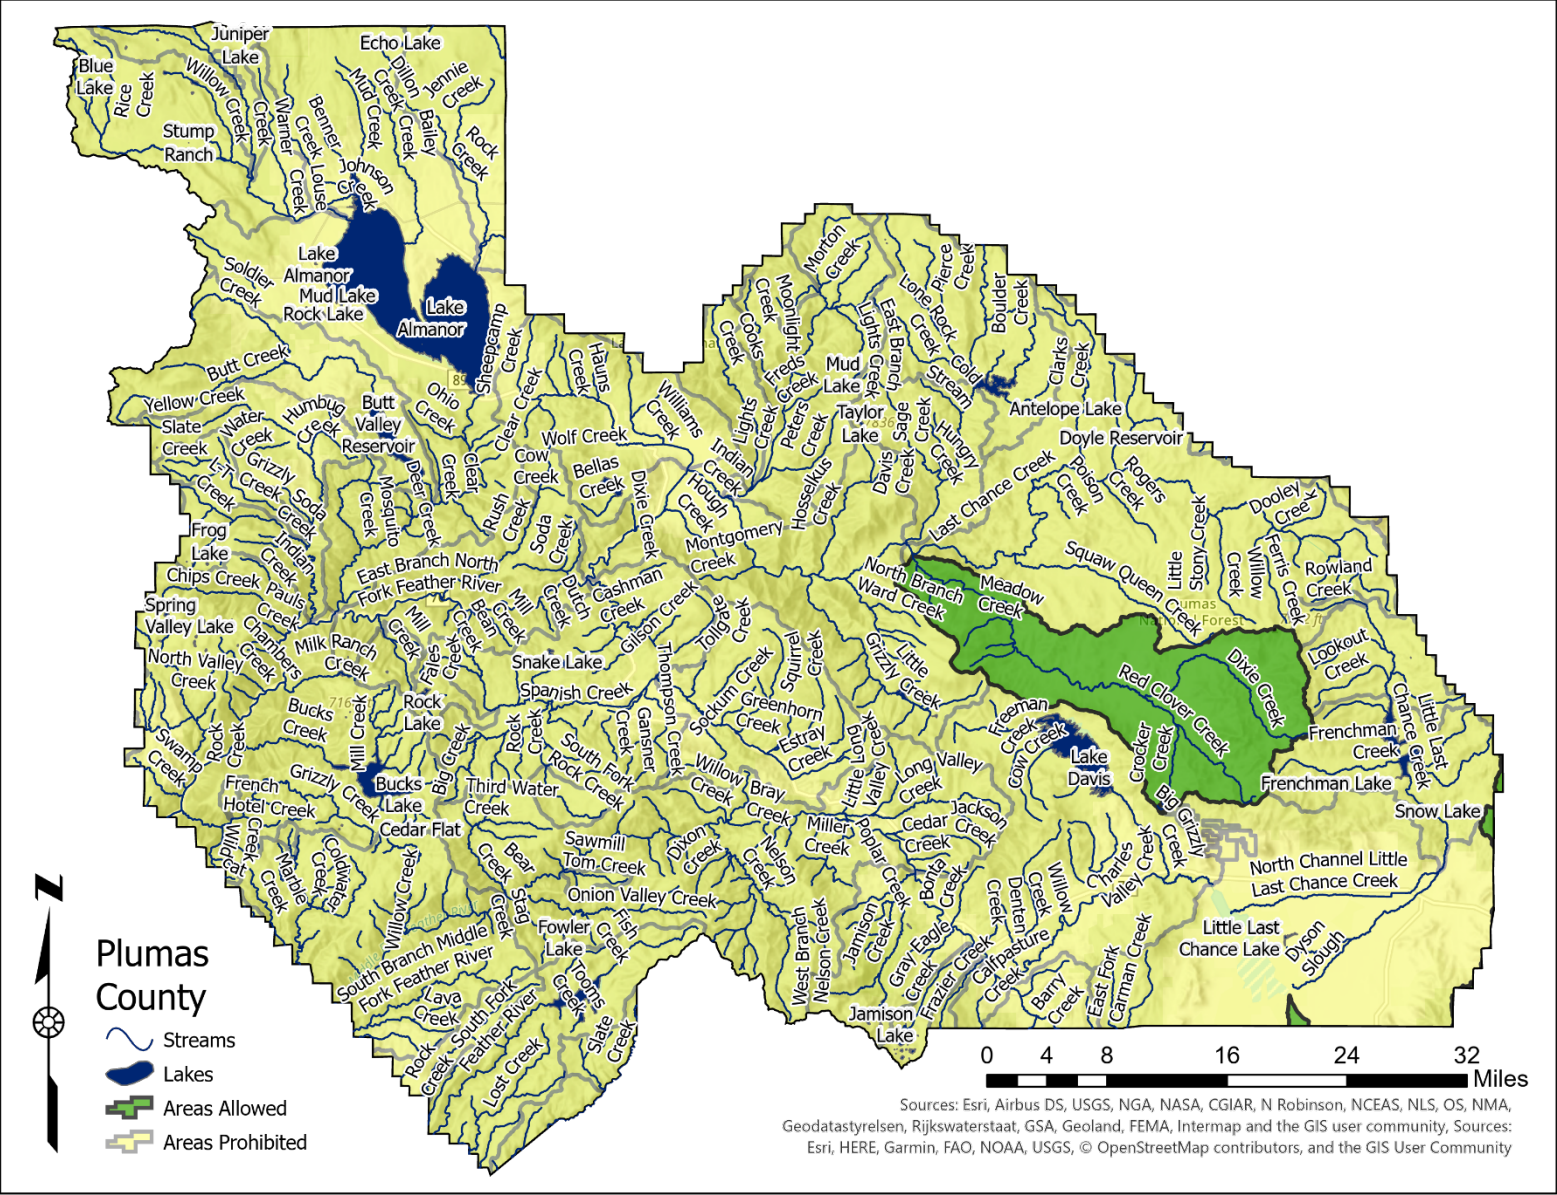 Juniper
Lake
Echo Lake
Blue
Lake
Rice
Creek
Willow Creek
Creek
Warner
Creek
Benner
Creek
Louse
Creek
Mud Creek
Dillon
Creek
Creek
Bailey
Jennie
Creek
Rock
Creek
Stump
Ranch
Johnson
Creek
Lake
Almanor
Mud Lake
Rock Lake
Lake
Almanor
Soldier
Creek
Sheepcamp
Creek
89
Butt Creek
Yellow Creek
Slate
Creek
Water
Creek
Humbug
Creek
Butt
Valley
Reservoir
Ohio
Creek
Clear Creek
Hauns
Creek
Williams
Creek
Wolf Creek
Cow
Creek
Bellas
Creek
Clear
Creek
Grizzly
Creek
L-T Creek
Creek
Soda
Creek
Mosquito
Creek
Deer Creek
Rush
Creek
Soda
Creek
Dixie Creek
Frog
Lake
Indian
Creek
Chips Creek
Pauls
Creek
Spring
Valley Lake
East Branch North
Fork Feather River
Dutch
Creek
Cashman
Creek
Mill
Creek
Bean
Creek
Mill
Creek
Chambers
Creek
Milk Ranch
Creek
Fales
Creek
Gilson Creek
Tollgate
Creek
Snake Lake
North Valley
Creek
Spanish Creek
Thompson Creek
Rock
Lake
Bucks
Creek
Mill Creek
Rock
Creek
Swamp
Creek
Rock
Creek
Big Creek
Gansner
Creek
South Fork
Rock Creek
Sockum Creek
Squirrel
Creek
Greenhorn
Creek
Estray
Creek
French
Hotel Creek
Grizzly Creek
Bucks
Lake
Third Water
Creek
Willow
Creek
Bray
Creek
Cedar Flat
Wildcat
Creek
Marble
Creek
Coldwater
Creek
Willow Creek
Sawmill
Tom Creek
Dixon
Creek
Nelson
Creek
Bear
Creek
Onion Valley Creek
Stag
Creek
Fowler
Lake
Fish
Creek
South Branch Middle
Fork Feather River
Lava
Creek
Rock
Creek
South Fork
Feather River
Lost Creek
Tooms
Creek
Slate
Creek
Morton
Creek
Moonlight
Creek
Cooks
Creek
Lights Creek
East Branch
Lone Rock
Creek
Pierce
Creek
Boulder
Creek
Cold
Stream
Clarks
Creek
Freds
Creek
Mud
Lake
Lights
Creek
Peters
Creek
Taylor
Lake
7836
Sage
Creek
Antelope Lake
Doyle Reservoir
Hungry
Creek
Indian
Creek
Hough
Creek
Hosselkus
Creek
Davis
Creek
Last Chance Creek
Poison
Creek
Rogers
Creek
Montgomery
Creek
Dooley
Creek
Little
Stony Creek
Willow
Creek
Ferris Creek
Rowland
Creek
Squaw Queen Creek
North Branch
Ward Creek
Meadow
Creek
Little
Grizzly Creek
Lookout
Creek
Dixie Creek
Red Clover Creek
Crocker
Creek
Freeman
Creek
Cow Creek
Lake
Davis
Long Valley
Creek
Little Long
Valley Creek
Frenchman
Creek
Frenchman Lake
Little Last
Chance Creek
Snow Lake
Big Grizzly
Creek
Jackson
Creek
Cedar
Creek
Miller
Creek
Poplar
Creek
Bonta
Creek
Denten
Creek
Willow
Creek
Charles
Valley Creek
North Channel Little
Last Chance Creek
Little Last
Chance Lake
Dyson
Slough
West Branch
Nelson Creek
Jamison
Creek
Gray Eagle
Creek
Frazier Creek
Calfpasture
Creek
Barry
Creek
East Fork
Carman Creek
Jamison
Lake
N
Plumas
County
Streams
Lakes
Areas Allowed
Areas Prohibited
0 4 8 16 24 32
Miles
Sources: Esri, Airbus DS, USGS, NGA, NASA, CGIAR, N Robinson, NCEAS, NLS, OS, NMA,
Geodatastyrelsen, Rijkswaterstaat, GSA, Geoland, FEMA, Intermap and the GIS user community, Sources:
Esri, HERE, Garmin, FAO, NOAA, USGS, © OpenStreetMap contributors, and the GIS User Community